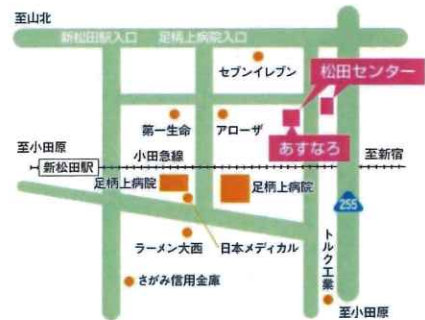 至山北
新松田駅入口
足柄上病院入口
セブンイレブン
松田センター
第一生命
アローザ
あすなろ
至小田原
新松田駅
小田急線
至新宿
足柄上病院
足柄上病院
255
ラーメン大西
日本メディカル
トルク工業
さがみ信用金庫
至小田原